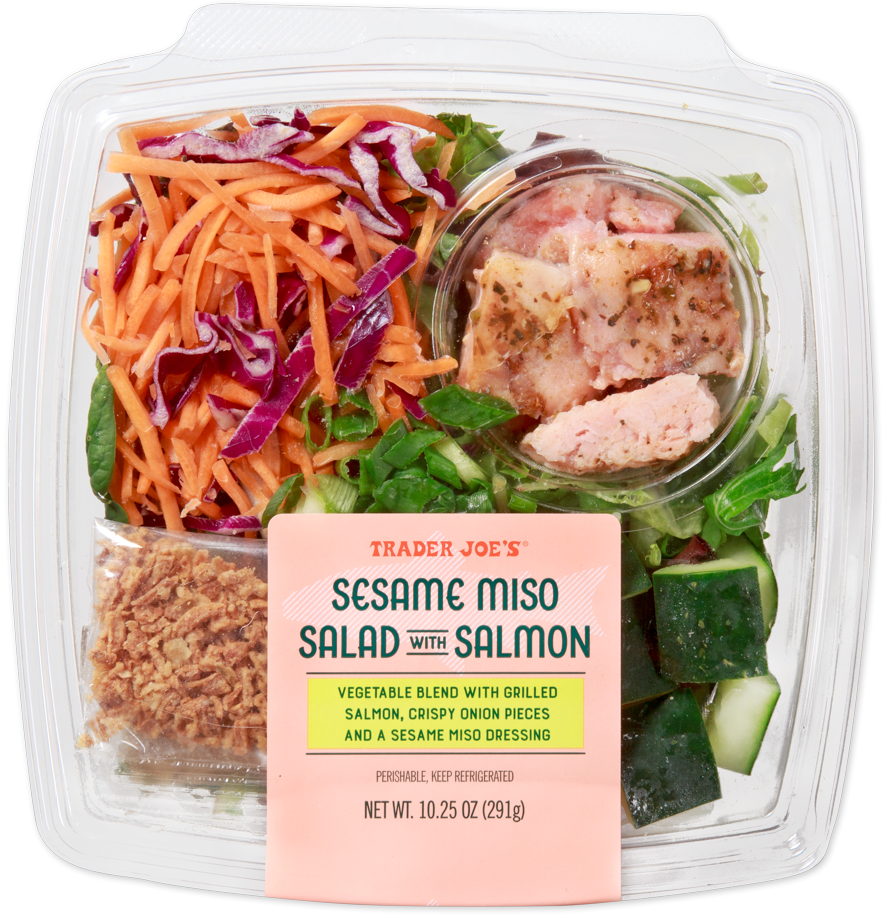 TRADER JOE'S®
SESAME MISO
SALAD WITH SALMON
VEGETABLE BLEND WITH GRILLED
SALMON, CRISPY ONION PIECES
AND A SESAME MISO DRESSING
PERISHABLE, KEEP REFRIGERATED
NET WT. 10.25 OZ (291g)